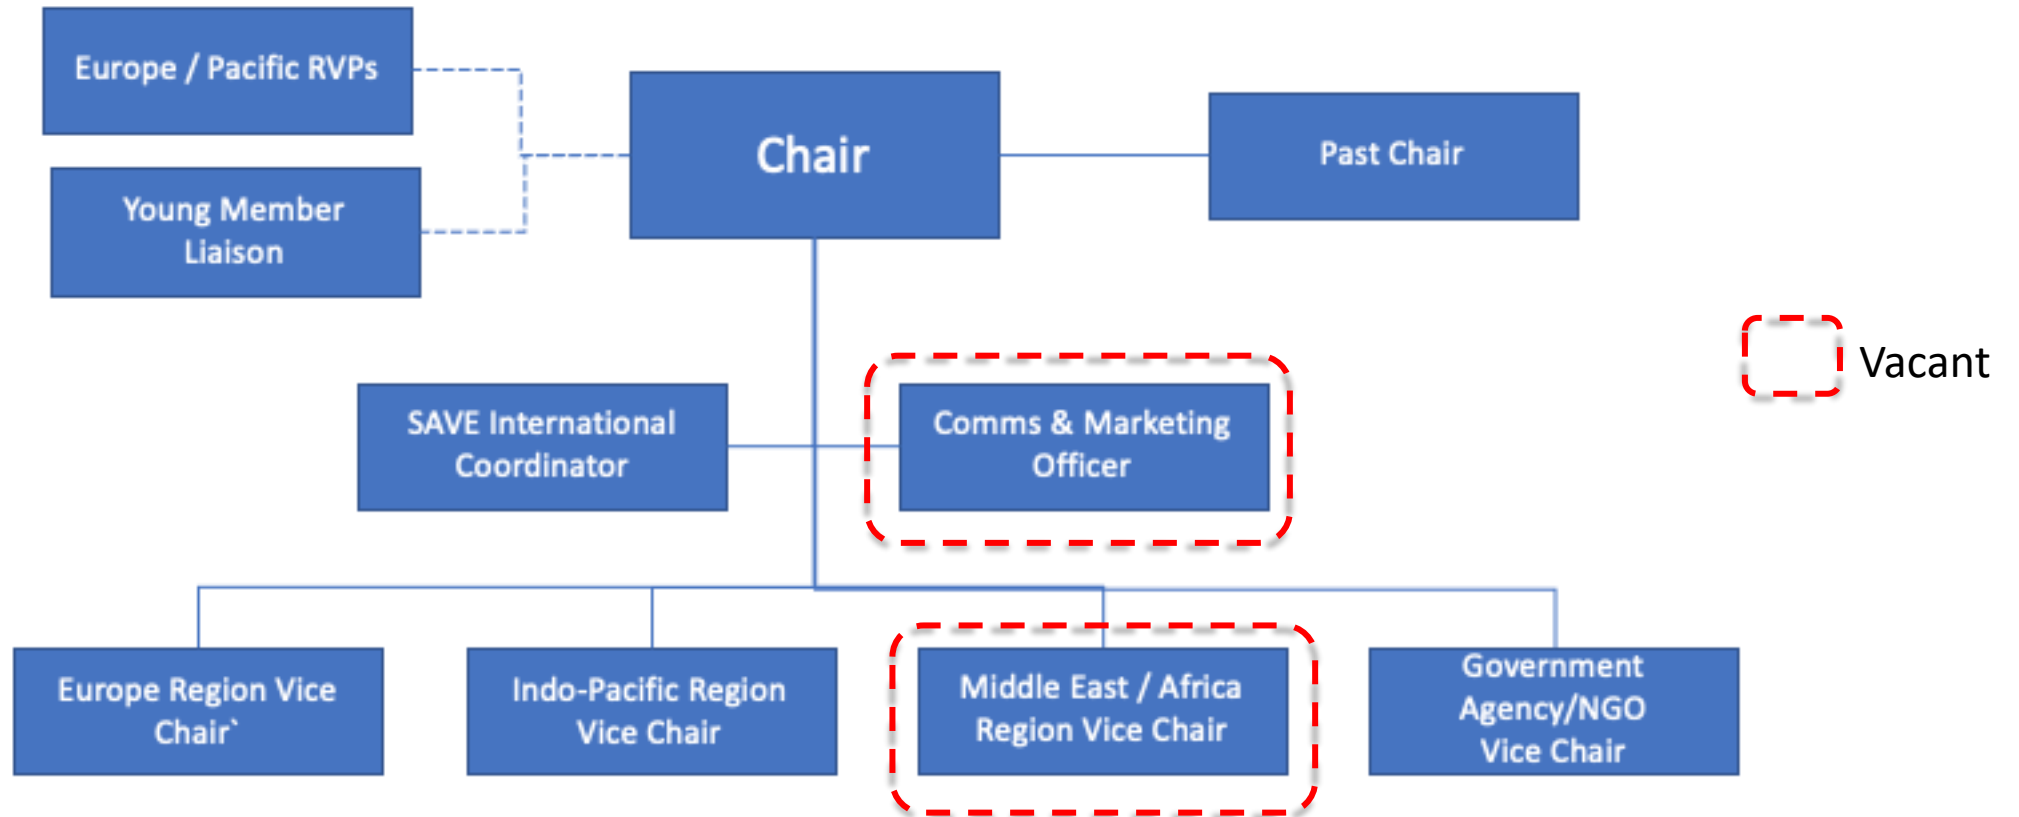 Europe / Pacific RVPs
Chair
Past Chair
Young Member
Liaison
Vacant
SAVE International
Coordinator
Comms & Marketing
Officer
Europe Region Vice
Chair`
Indo-Pacific Region
Vice Chair
Middle East / Africa
Region Vice Chair
Government
Agency/NGO
Vice Chair